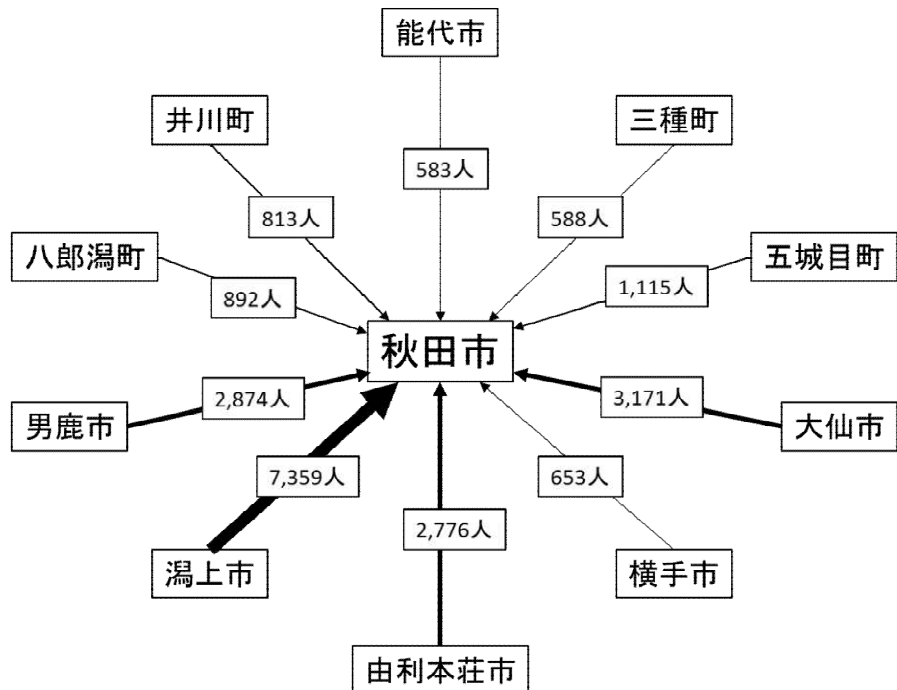 能代市
井川町
三種町
583人
813人
588人
八郎潟町
五城目町
892人
1,115人
秋田市
2,874人
3,171人
男鹿市
大仙市
7,359人
653人
2,776人
潟上市
横手市
由利本荘市